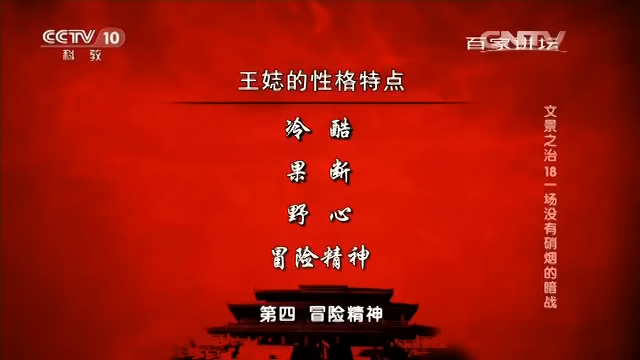 CCTV 10
科教
百家讲坛
CNTV
王娡的性格特点
冷酷
果断
野心
冒险精神
第四 冒险精神
文景之治18一场没有硝烟的暗战